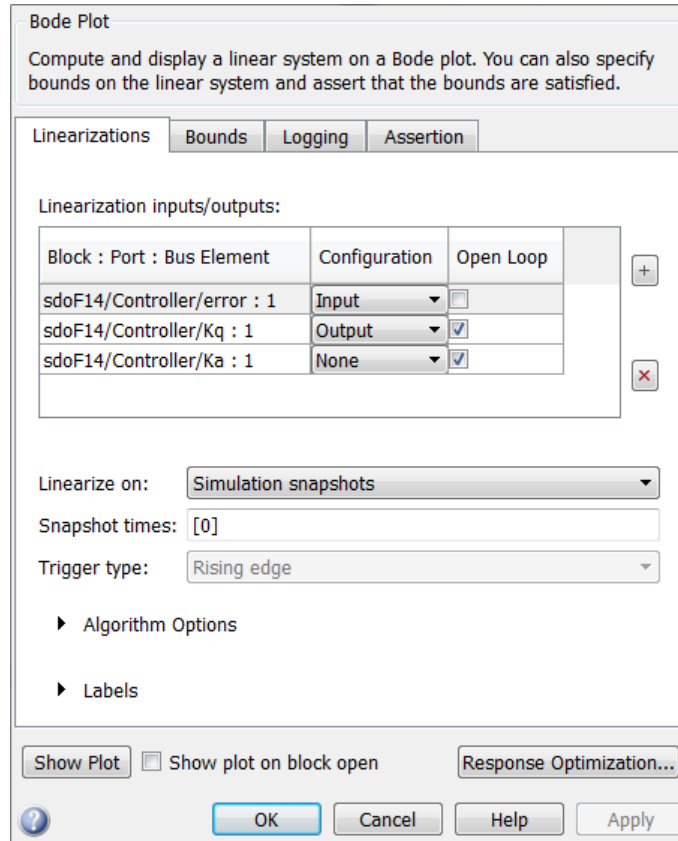 Bode Plot
Compute and display a linear system on a Bode plot. You can also specify
bounds on the linear system and assert that the bounds are satisfied.
Linearizations Bounds Logging Assertion
Linearization inputs/outputs:
Block : Port : Bus Element Configuration Open Loop
sdoF14/Controller/error : 1 Input
sdoF14/Controller/Kq : 1 Output
sdoF14/Controller/Ka : 1 None
Linearize on: Simulation snapshots
Snapshot times: [0]
Trigger type: Rising edge
Algorithm Options
Labels
Show Plot Show plot on block open Response Optimization...
OK Cancel Help Apply